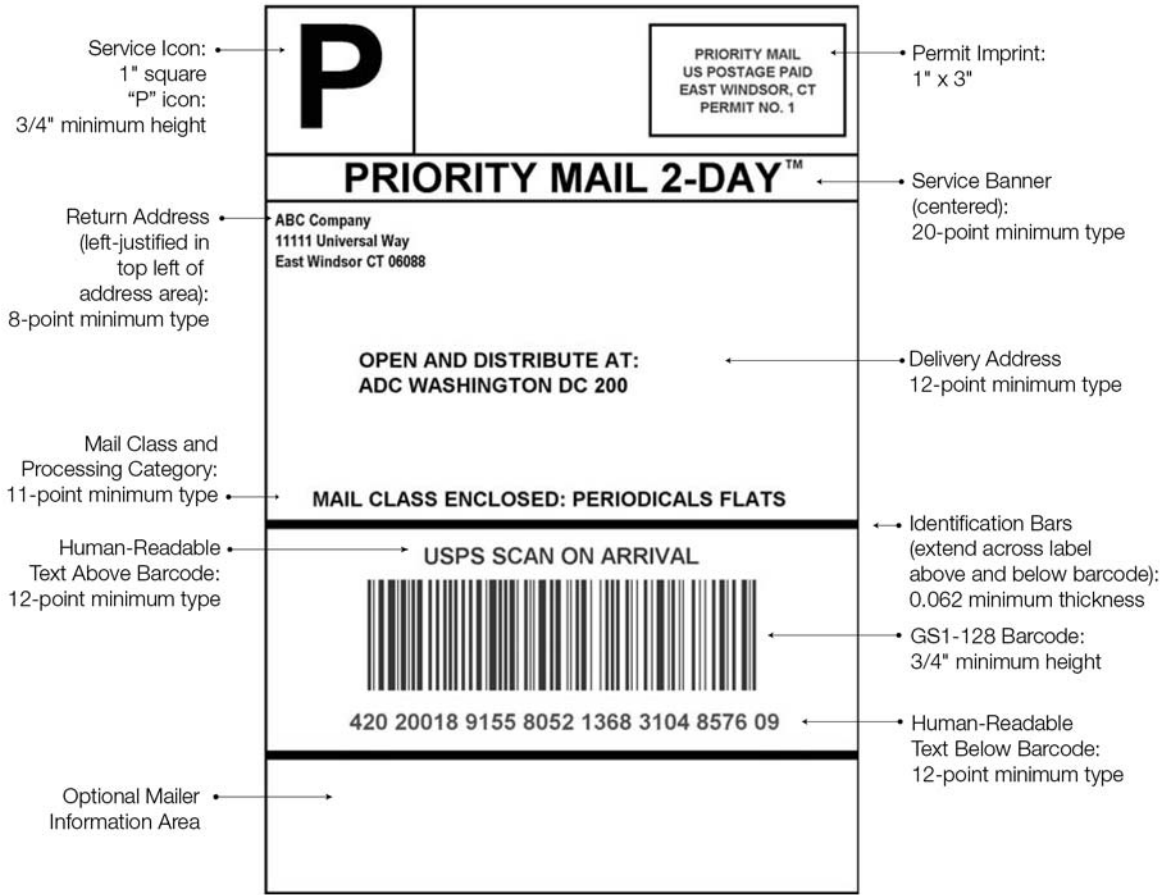 Service Icon:
1" square
“P” icon:
3/4" minimum height
P
PRIORITY MAIL
US POSTAGE PAID
EAST WINDSOR, CT
PERMIT NO. 1
Permit Imprint:
1" x 3"
PRIORITY MAIL 2-DAY™
Service Banner
(centered):
20-point minimum type
Return Address
(left-justified in
top left of
address area):
8-point minimum type
ABC Company
11111 Universal Way
East Windsor CT 06088
OPEN AND DISTRIBUTE AT:
ADC WASHINGTON DC 200
Delivery Address
12-point minimum type
Mail Class and
Processing Category:
11-point minimum type
MAIL CLASS ENCLOSED: PERIODICALS FLATS
Identification Bars
(extend across label
above and below barcode):
0.062 minimum thickness
Human-Readable
Text Above Barcode:
12-point minimum type
USPS SCAN ON ARRIVAL
GS1-128 Barcode:
3/4" minimum height
420 20018 9155 8052 1368 3104 8576 09
Human-Readable
Text Below Barcode:
12-point minimum type
Optional Mailer
Information Area